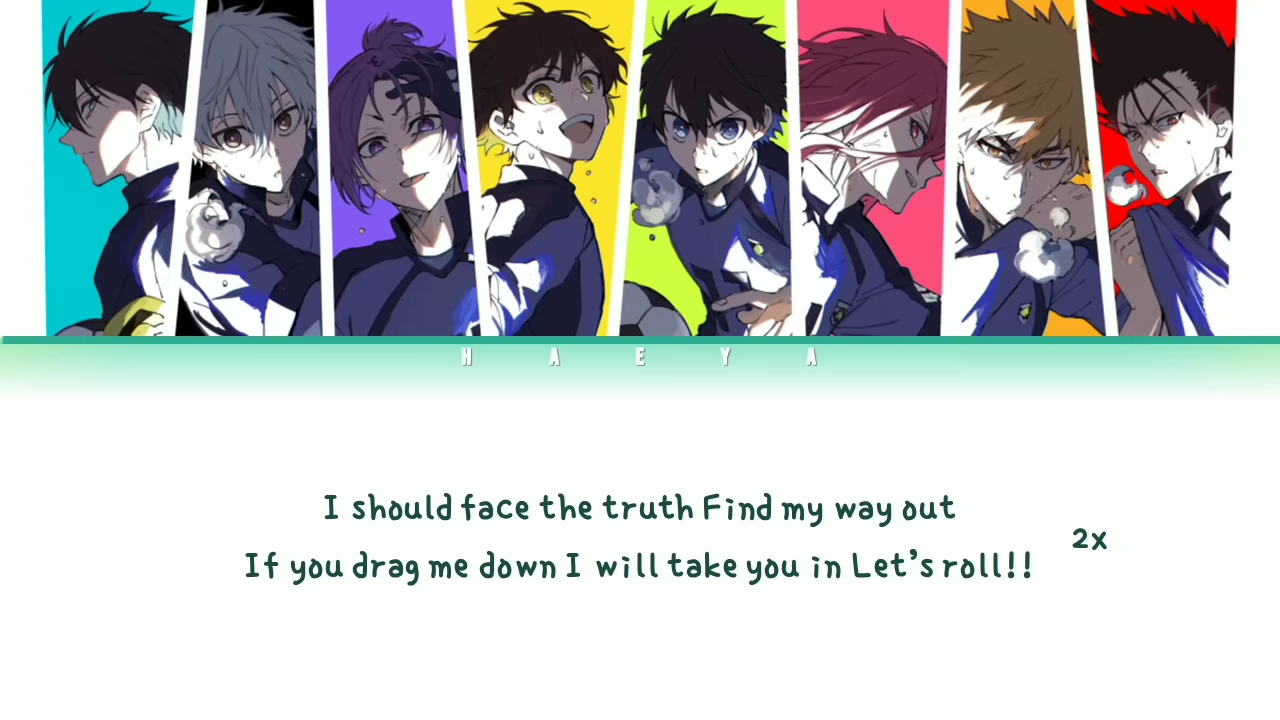 H A E Y A
I should face the truth Find my way out
If you drag me down I will take you in Let's roll!!
2x